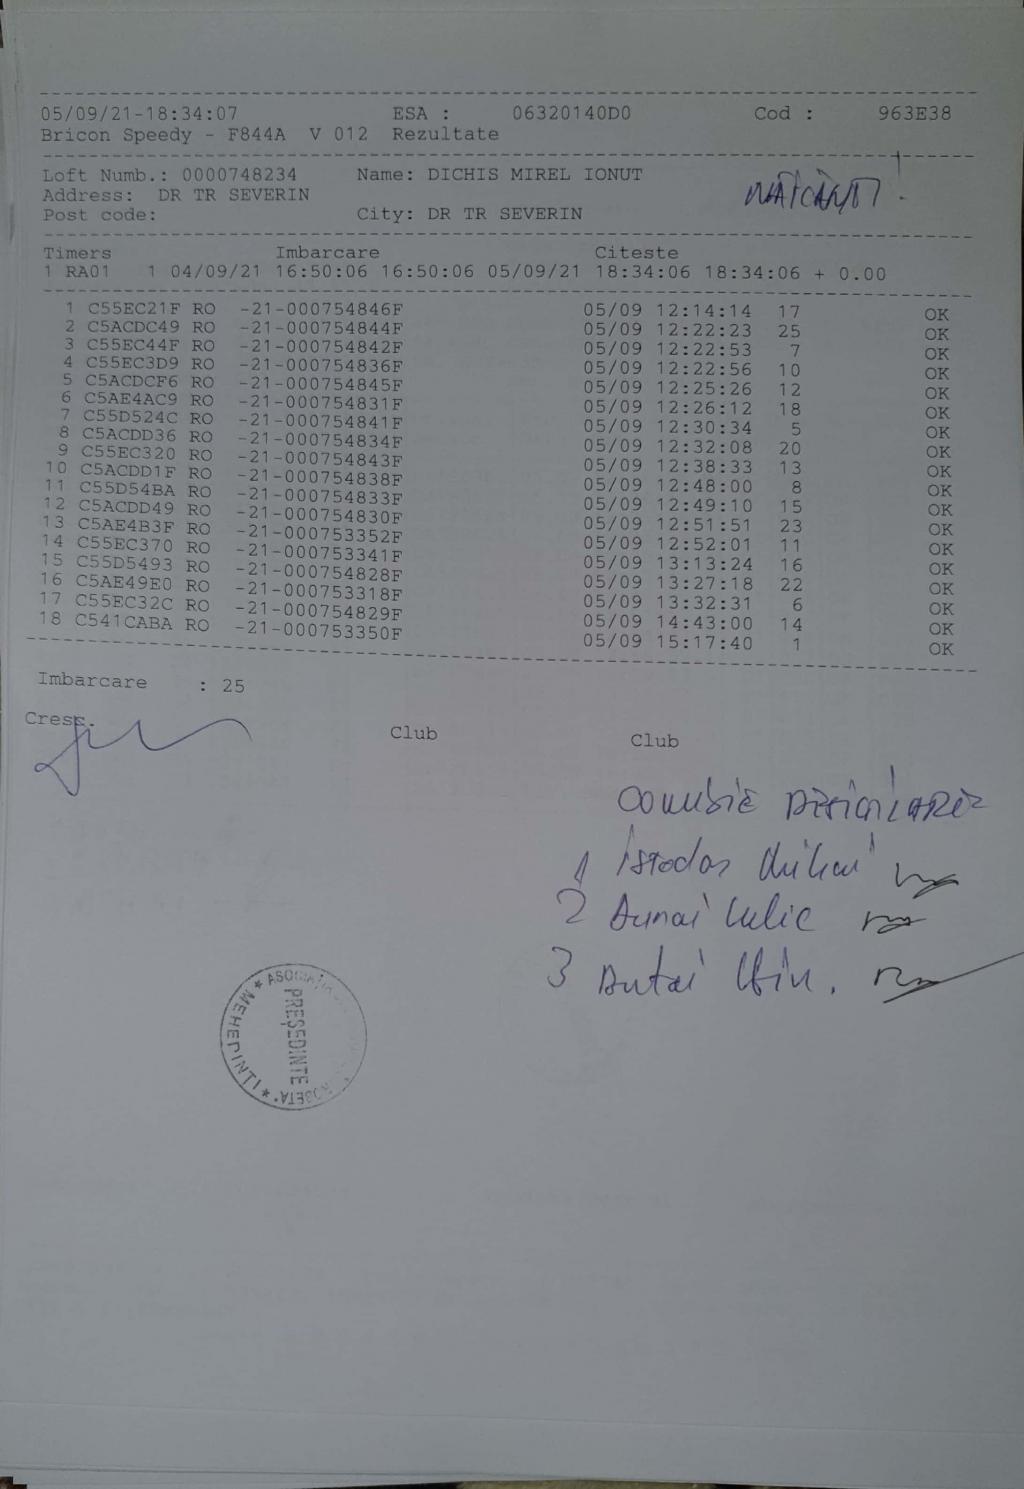 05/09/21-18:34:07 ESA : 06320140D0 Cod : 963E38
Bricon Speedy - F844A V 012 Rezultate
Loft Numb.: 0000748234 Name: DICHIS MIREL IONUT
Address: DR TR SEVERIN
Post code: City: DR TR SEVERIN
Timers Imbarcare Citeste
1 RA01 1 04/09/21 16:50:06 16:50:06 05/09/21 18:34:06 18:34:06 + 0.00
1 C55EC21F RO -21-000754846F 05/09 12:14:14 17 OK
2 C5ACDC49 RO -21-000754844F 05/09 12:22:23 25 OK
3 C55EC44F RO -21-000754842F 05/09 12:22:53 7 OK
4 C55EC3D9 RO -21-000754836F 05/09 12:22:56 10 OK
5 C5ACDCF6 RO -21-000754845F 05/09 12:25:26 12 OK
6 C5AE4AC9 RO -21-000754831F 05/09 12:26:12 18 OK
7 C55D524C RO -21-000754841F 05/09 12:30:34 5 OK
8 C5ACDD36 RO -21-000754834F 05/09 12:32:08 20 OK
9 C55EC320 RO -21-000754843F 05/09 12:38:33 13 OK
10 C5ACDD1F RO -21-000754838F 05/09 12:48:00 8 OK
11 C55D54BA RO -21-000754833F 05/09 12:49:10 15 OK
12 C5ACDD49 RO -21-000754830F 05/09 12:51:51 23 OK
13 C5AE4B3F RO -21-000753352F 05/09 12:52:01 11 OK
14 C55EC370 RO -21-000753341F 05/09 13:13:24 16 OK
15 C55D5493 RO -21-000754828F 05/09 13:27:18 22 OK
16 C5AE49E0 RO -21-000753318F 05/09 13:32:31 6 OK
17 C55EC32C RO -21-000754829F 05/09 14:43:00 14 OK
18 C541CABA RO -21-000753350F 05/09 15:17:40 1 OK
Imbarcare : 25
Cresc.
Club Club
1 Istodor Mihai
2
3
PREȘEDINTE
MEHEDINTI